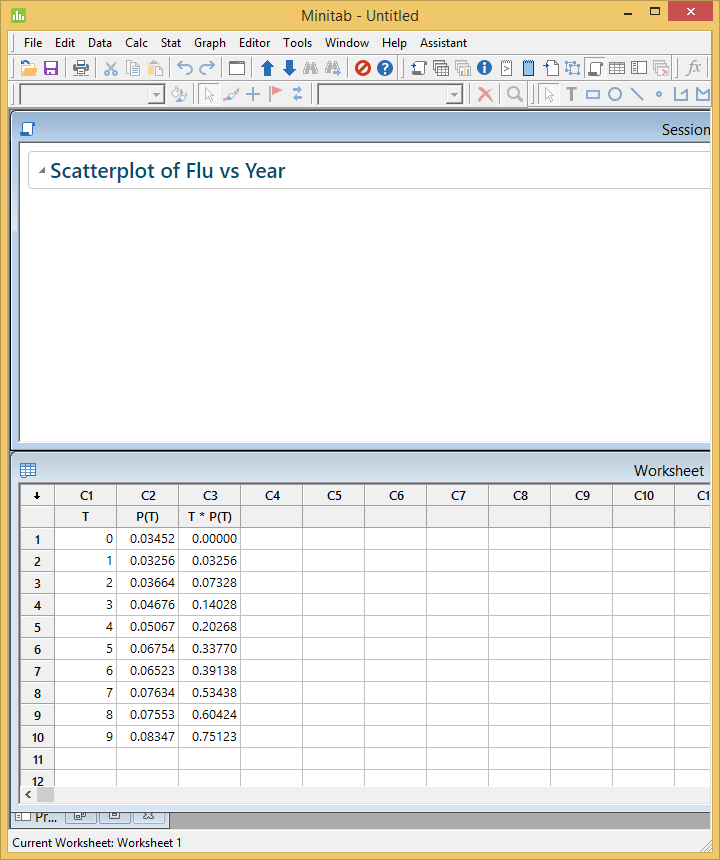 Minitab - Untitled
File Edit Data Calc Stat Graph Editor Tools Window Help Assistant
fx
Session
Scatterplot of Flu vs Year
Worksheet
C1 C2 C3 C4 C5 C6 C7 C8 C9 C10 C1
T P(T) T * P(T)
1 0 0.03452 0.00000
2 1 0.03256 0.03256
3 2 0.03664 0.07328
4 3 0.04676 0.14028
5 4 0.05067 0.20268
6 5 0.06754 0.33770
7 6 0.06523 0.39138
8 7 0.07634 0.53438
9 8 0.07553 0.60424
10 9 0.08347 0.75123
11
12
Pr...
Current Worksheet: Worksheet 1